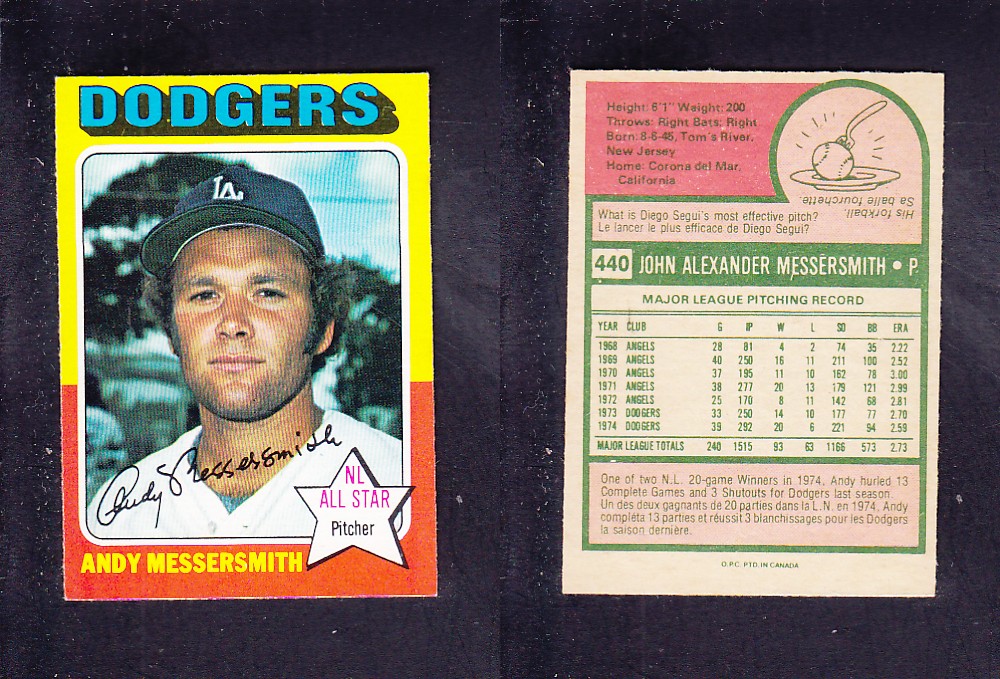 DODGERS
LA
Andy Messersmith
NL
ALL STAR
Pitcher
ANDY MESSERSMITH
Height: 6'1" Weight: 200
Throws: Right Bats: Right
Born: 8-6-45, Tom's River,
New Jersey
Home: Corona del Mar,
California
His forkball
Sa balle fourchette.
What is Diego Segui's most effective pitch?
Le lancer le plus efficace de Diego Segui?
440 JOHN ALEXANDER MESSERSMITH • P
MAJOR LEAGUE PITCHING RECORD
YEAR CLUB G IP W L SO BB ERA
1968 ANGELS 28 81 4 2 74 35 2.22
1969 ANGELS 40 250 16 11 211 100 2.52
1970 ANGELS 37 195 11 10 162 78 3.00
1971 ANGELS 38 277 20 13 179 121 2.99
1972 ANGELS 25 170 8 11 142 68 2.81
1973 DODGERS 33 250 14 10 177 77 2.70
1974 DODGERS 39 292 20 6 221 94 2.59
MAJOR LEAGUE TOTALS 240 1515 93 63 1166 573 2.73
One of two N.L. 20-game Winners in 1974, Andy hurled 13
Complete Games and 3 Shutouts for Dodgers last season.
Un des deux gagnants de 20 parties dans la L.N. en 1974, Andy
compléta 13 parties et réussit 3 blanchissages pour les Dodgers
la saison dernière.
O.P.C. PTD. IN CANADA